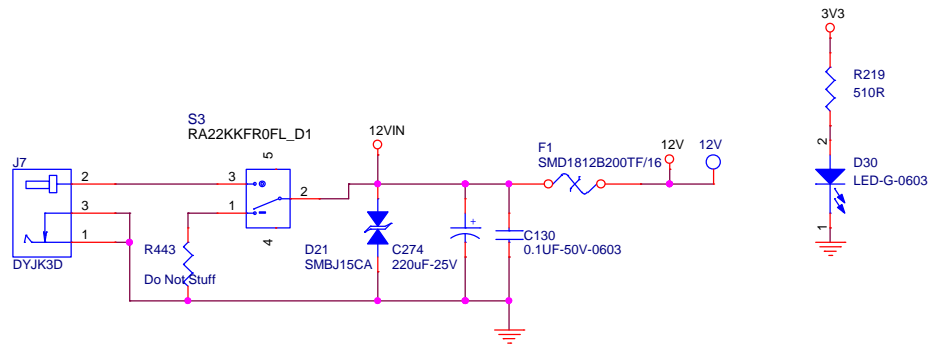 3V3
R219
510R
2
D30
LED-G-0603
1
S3
RA22KKFR0FL_D1
5
3
2
1
4
J7
2
3
1
DYJK3D
R443
Do Not Stuff
12VIN
D21
SMBJ15CA
C274
220uF-25V
+
C130
0.1UF-50V-0603
F1
SMD1812B200TF/16
12V
12V